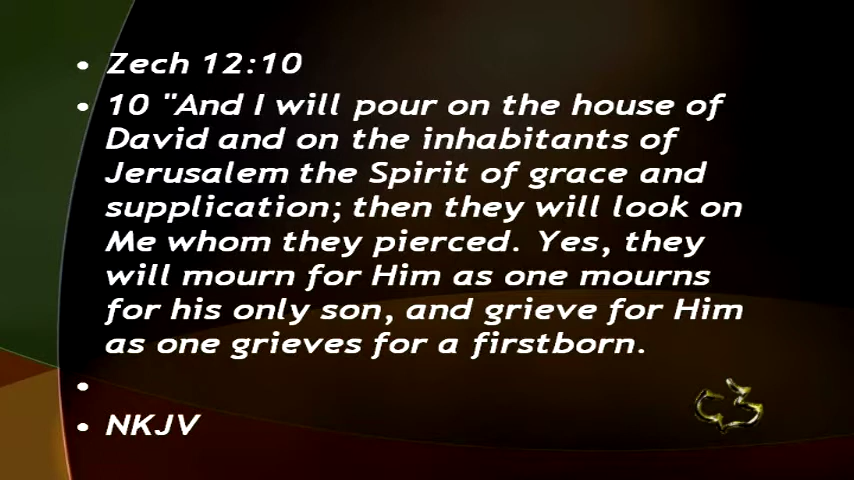 • Zech 12:10
• 10 "And I will pour on the house of
David and on the inhabitants of
Jerusalem the Spirit of grace and
supplication; then they will look on
Me whom they pierced. Yes, they
will mourn for Him as one mourns
for his only son, and grieve for Him
as one grieves for a firstborn.
•
• NKJV
C3